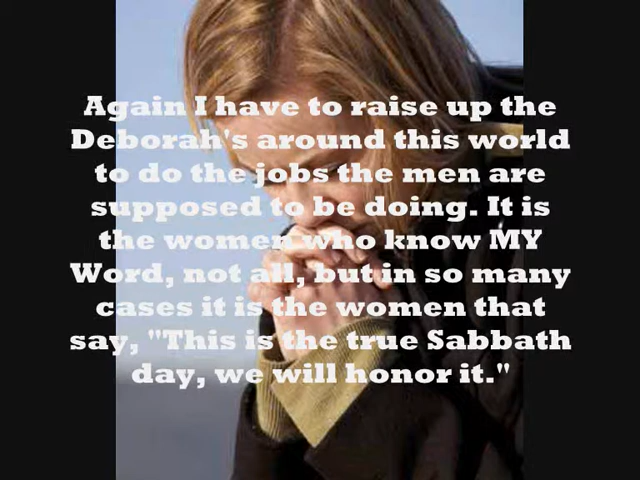 Again I have to raise up the
Deborah's around this world
to do the jobs the men are
supposed to be doing. It is
the women who know MY
Word, not all, but in so many
cases it is the women that
say, "This is the true Sabbath
day, we will honor it."